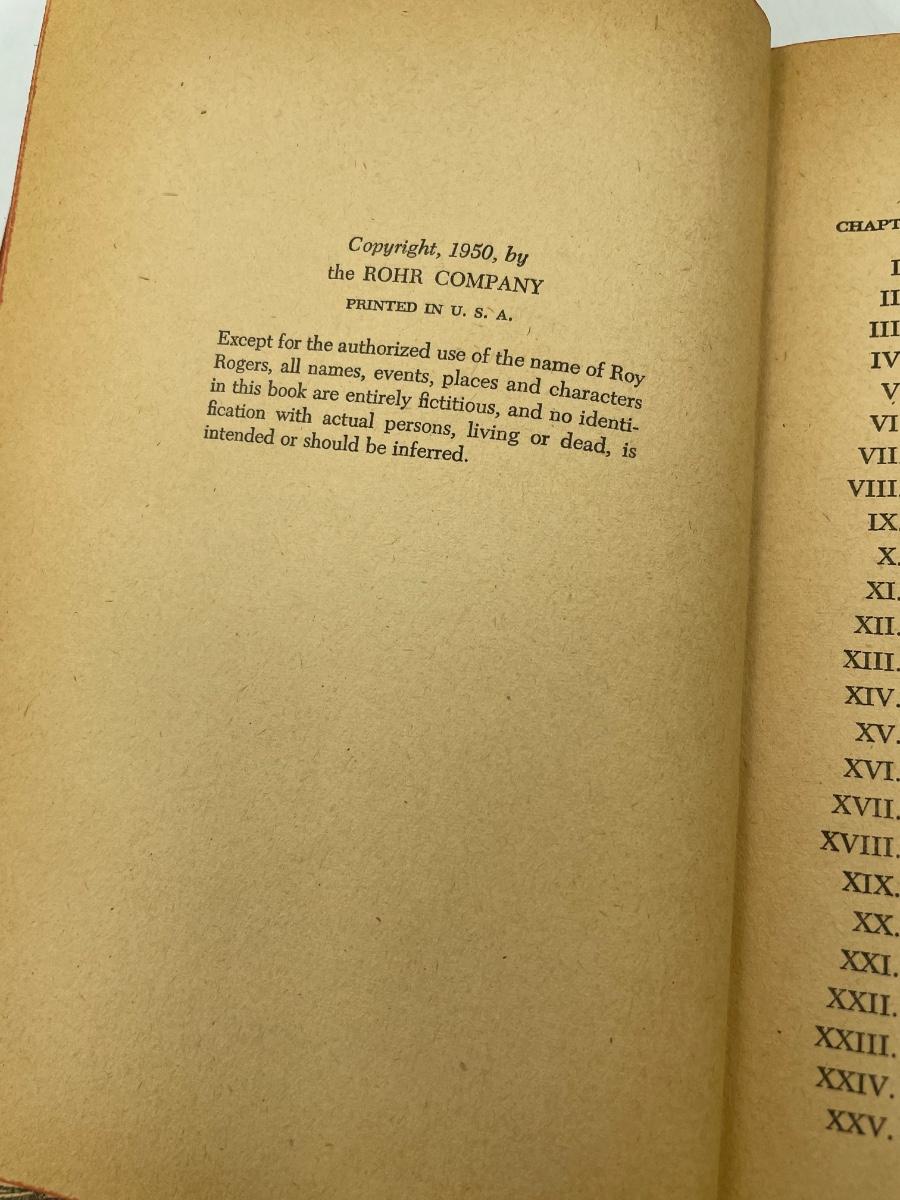 Copyright, 1950, by
the ROHR COMPANY
PRINTED IN U. S. A.
Except for the authorized use of the name of Roy
Rogers, all names, events, places and characters
in this book are entirely fictitious, and no identi-
fication with actual persons, living or dead, is
intended or should be inferred.
CHAPT
I
II
III
IV
V
VI
VII.
VIII.
IX.
X.
XI.
XII.
XIII.
XIV.
XV.
XVI.
XVII.
XVIII.
XIX.
XX.
XXI.
XXII.
XXIII.
XXIV.
XXV.